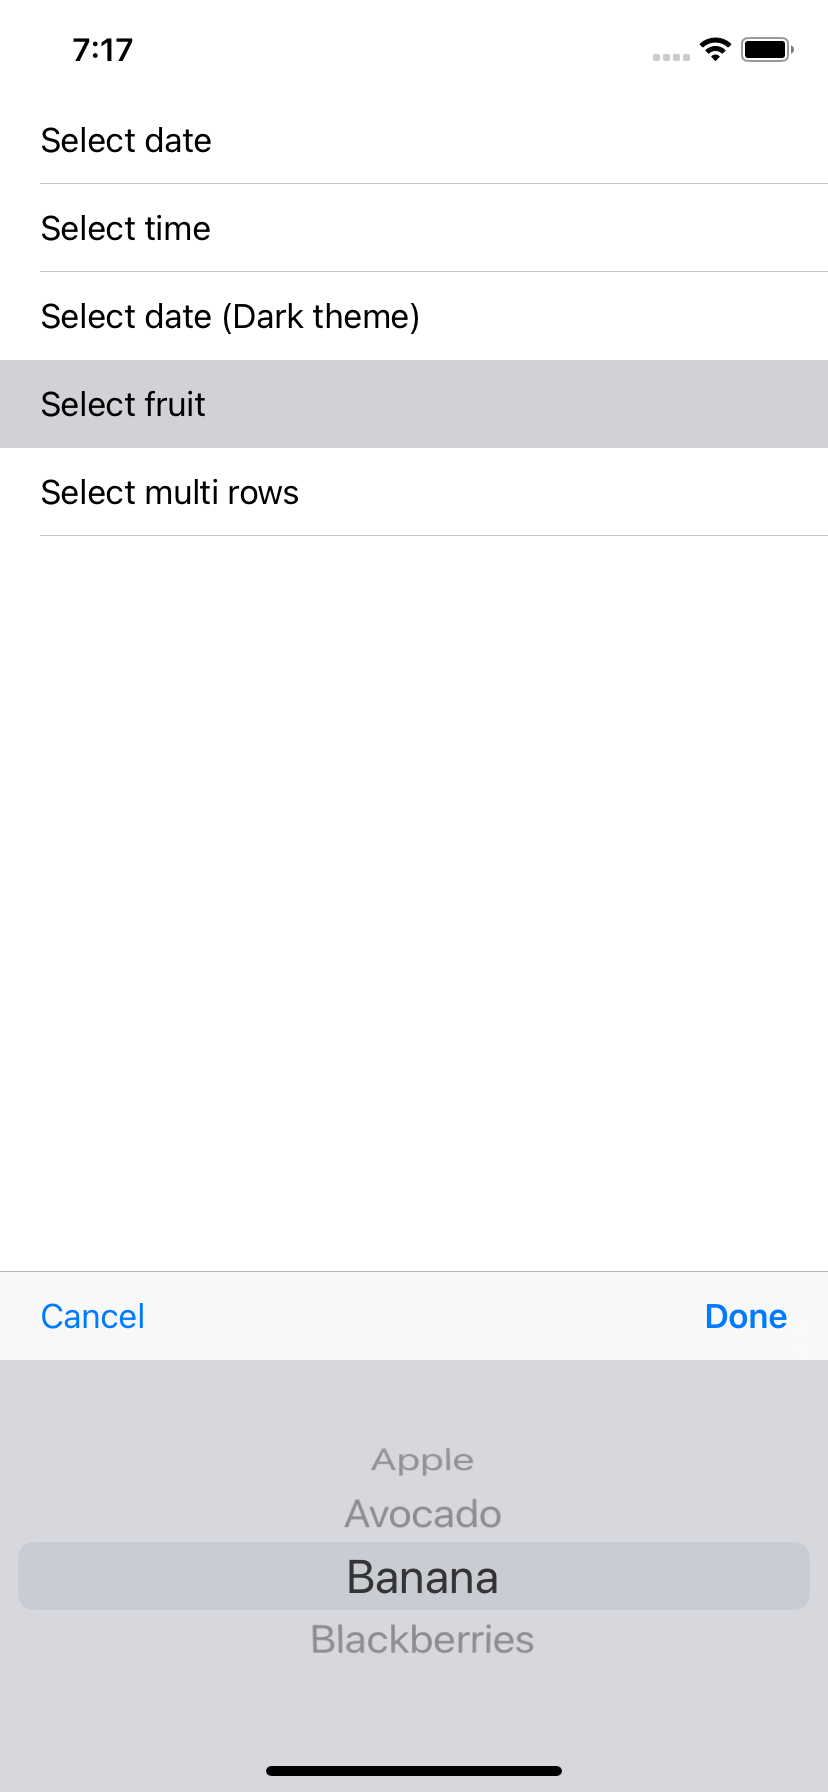 7:17
Select date
Select time
Select date (Dark theme)
Select fruit
Select multi rows
Cancel
Done
Apple
Avocado
Banana
Blackberries